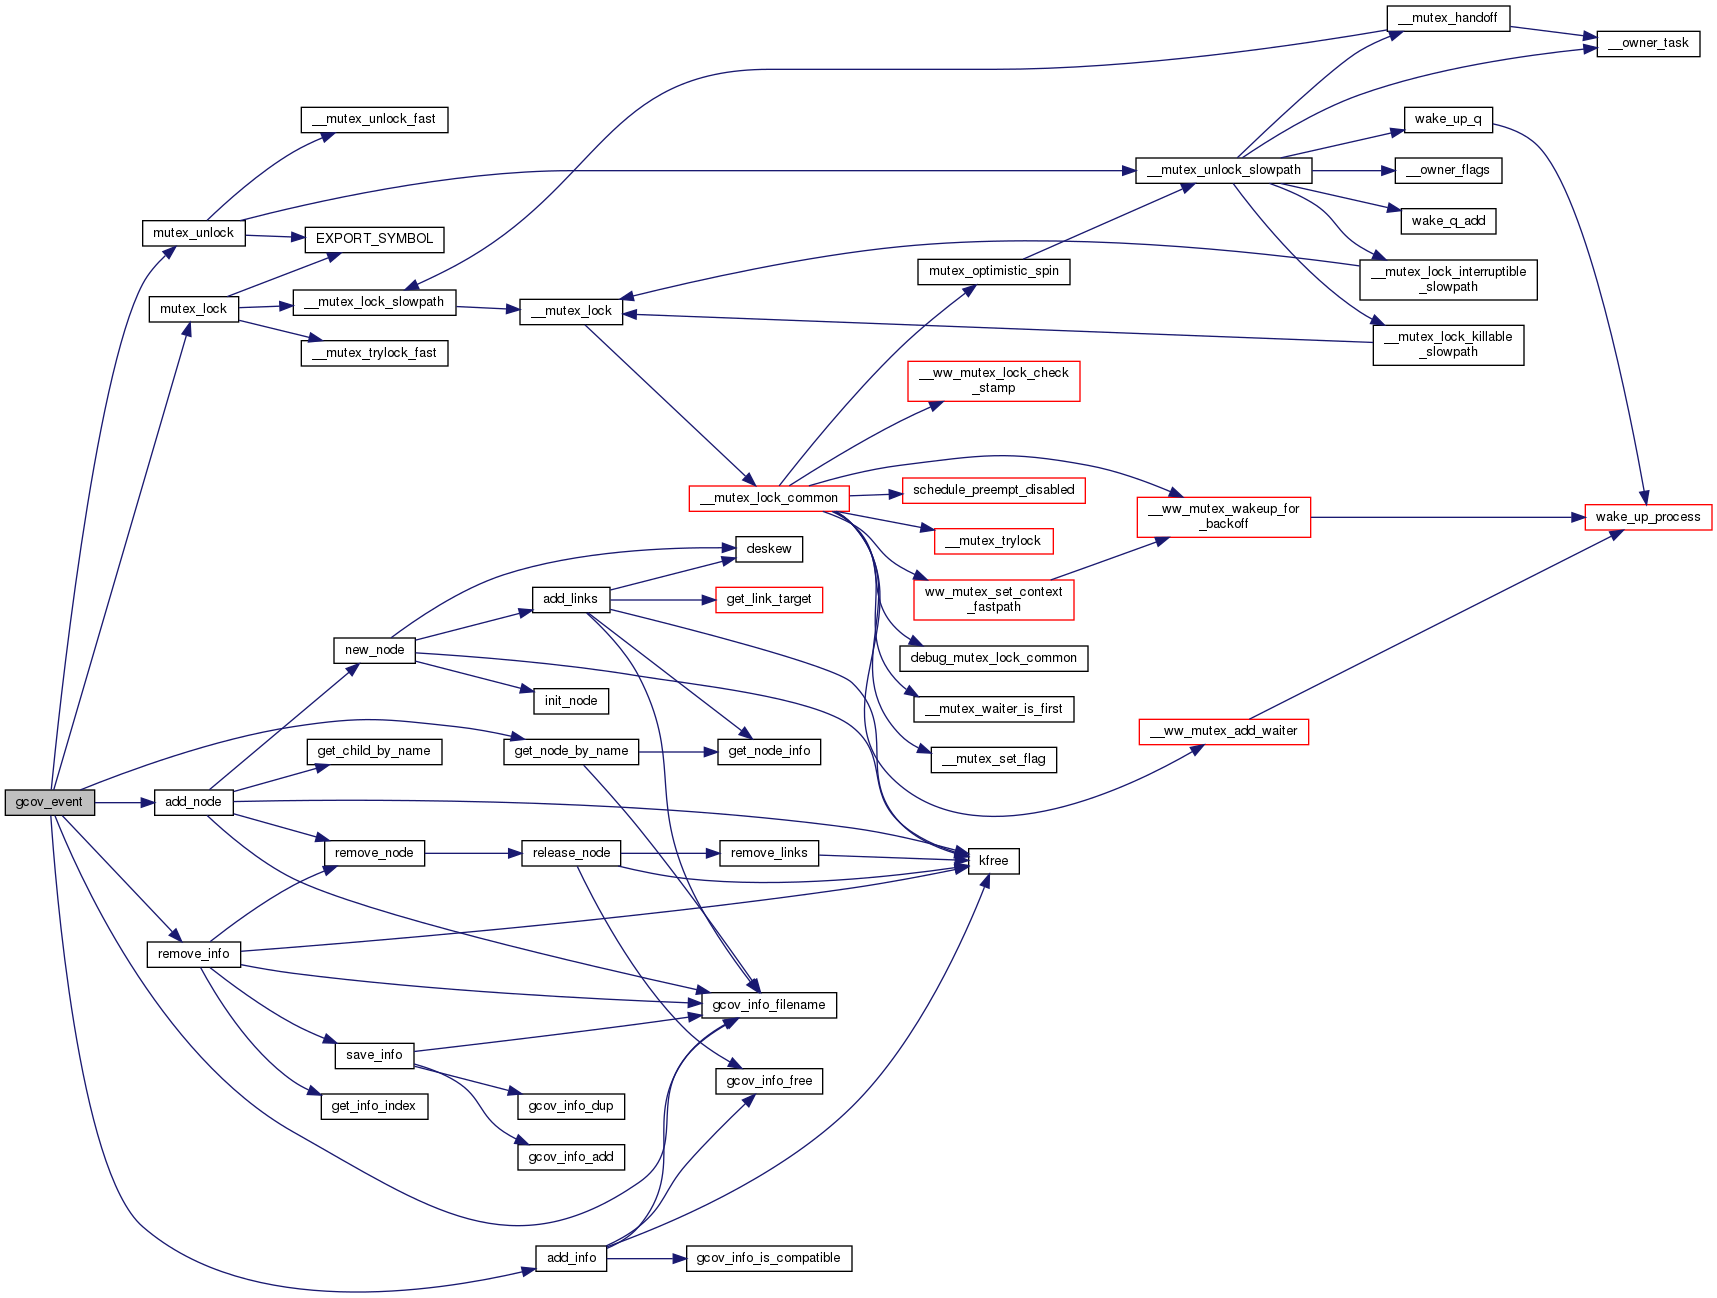 __mutex_handoff
__owner_task
__mutex_unlock_fast
wake_up_q
__mutex_unlock_slowpath
__owner_flags
wake_q_add
mutex_unlock
EXPORT_SYMBOL
mutex_optimistic_spin
__mutex_lock_interruptible
_slowpath
mutex_lock
__mutex_lock_slowpath
__mutex_lock
__mutex_trylock_fast
__mutex_lock_killable
_slowpath
__ww_mutex_lock_check
_stamp
__mutex_lock_common
schedule_preempt_disabled
__ww_mutex_wakeup_for
_backoff
wake_up_process
__mutex_trylock
deskew
ww_mutex_set_context
_fastpath
add_links
get_link_target
new_node
debug_mutex_lock_common
init_node
__mutex_waiter_is_first
__ww_mutex_add_waiter
get_child_by_name
get_node_by_name
get_node_info
__mutex_set_flag
gcov_event
add_node
remove_node
release_node
remove_links
kfree
remove_info
gcov_info_filename
save_info
gcov_info_free
get_info_index
gcov_info_dup
gcov_info_add
add_info
gcov_info_is_compatible